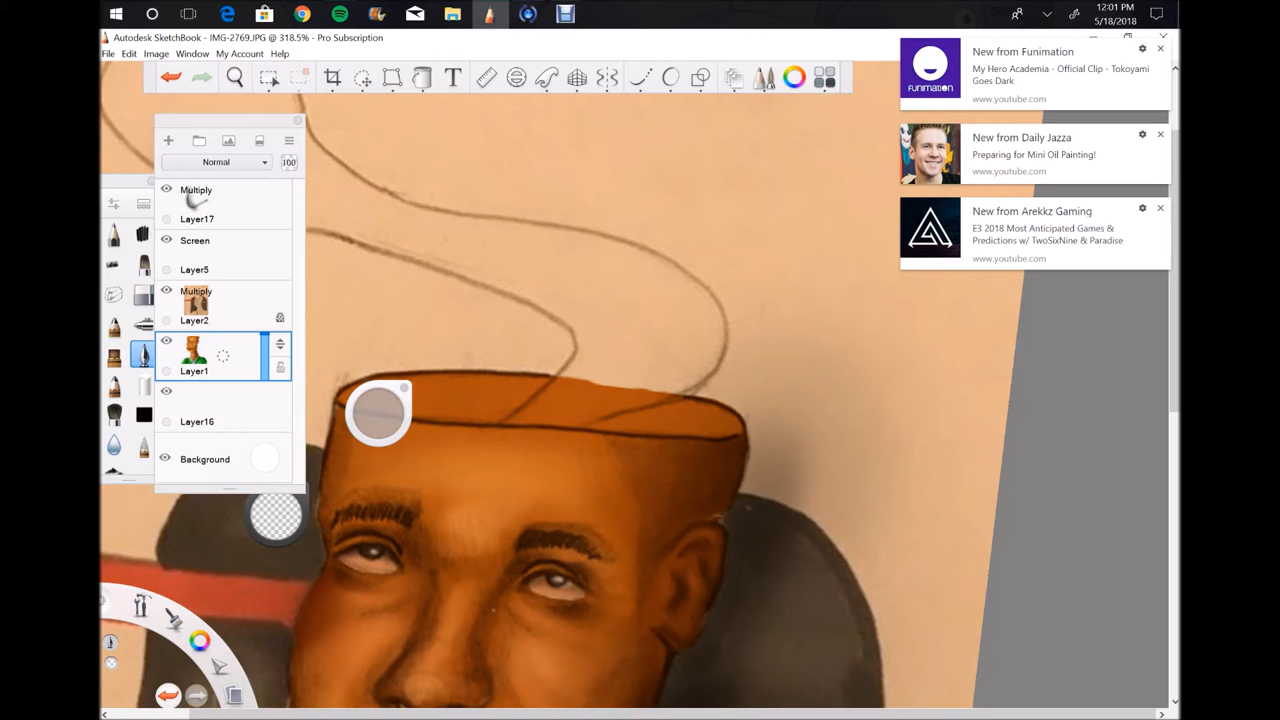 12:01 PM
5/18/2018
Autodesk SketchBook - IMG-2769.JPG @ 318.5% - Pro Subscription
File Edit Image Window My Account Help
T
New from Funimation
My Hero Academia - Official Clip - Tokoyami
Goes Dark
www.youtube.com
FUNIMATION
New from Daily Jazza
Preparing for Mini Oil Painting!
www.youtube.com
New from Arekkz Gaming
E3 2018 Most Anticipated Games &
Predictions w/ TwoSixNine & Paradise
www.youtube.com
Normal 100
Multiply
Layer17
Screen
Layer5
Multiply
Layer2
Layer1
Layer16
Background